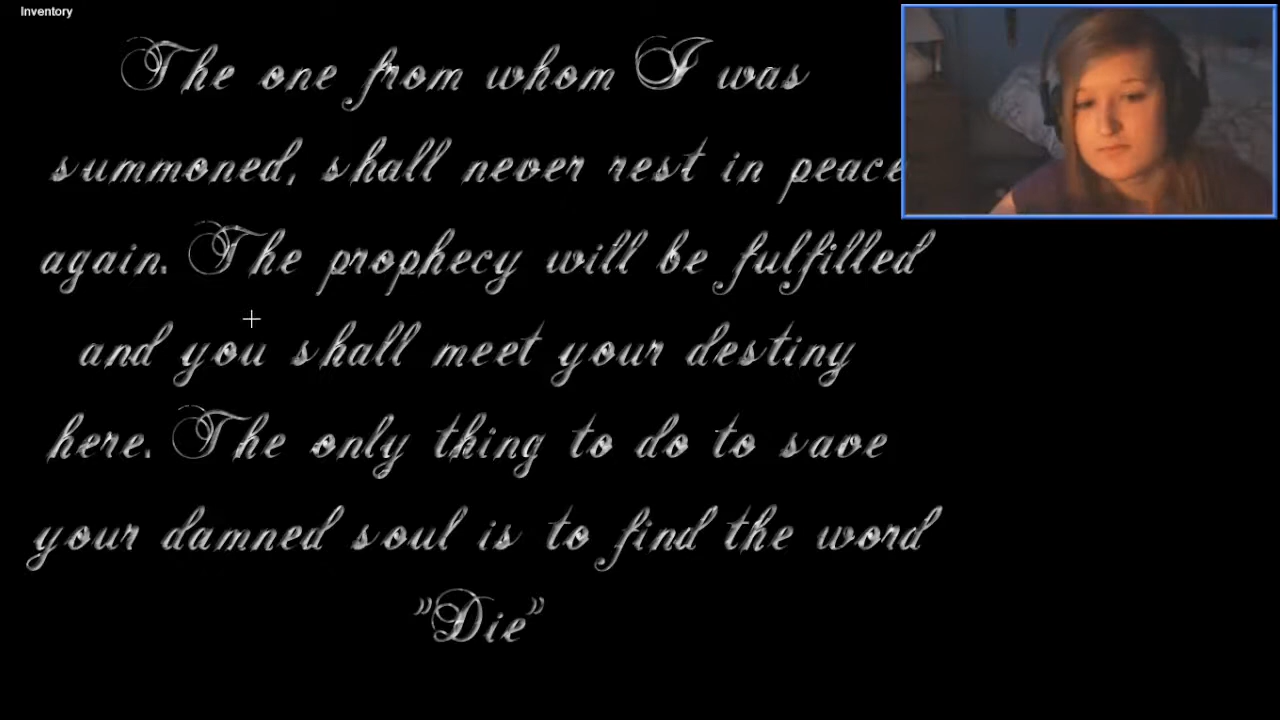 Inventory
The one from whom I was
summoned, shall never rest in peace
again. The prophecy will be fulfilled
and you shall meet your destiny
here. The only thing to do to save
your damned soul is to find the word
"Die"